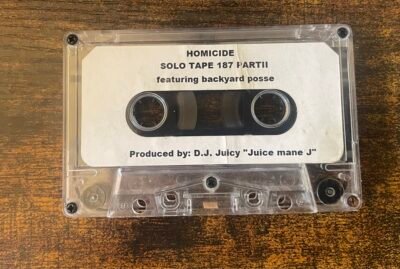 HOMICIDE
SOLO TAPE 187 PARTII
featuring backyard posse
Produced by: D.J. Juicy "Juice mane J"